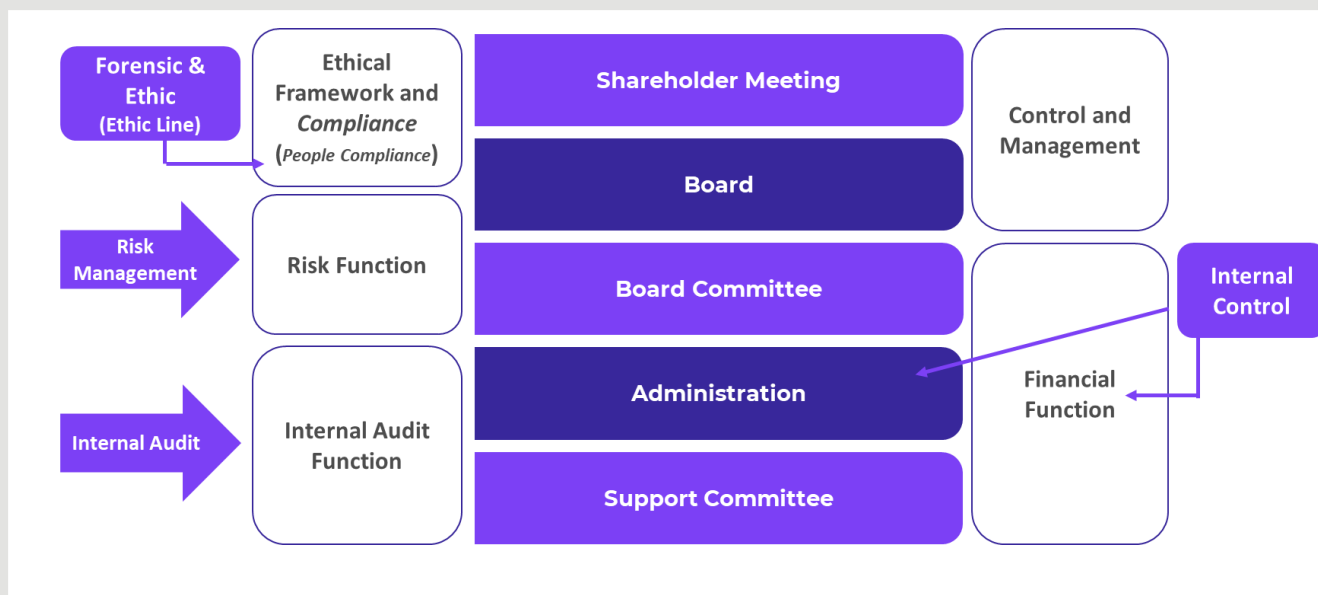 Forensic &
Ethic
(Ethic Line)
Ethical
Framework and
Compliance
(People Compliance)
Shareholder Meeting
Control and
Management
Board
Risk
Management
Risk Function
Board Committee
Internal
Control
Administration
Financial
Function
Internal Audit
Internal Audit
Function
Support Committee